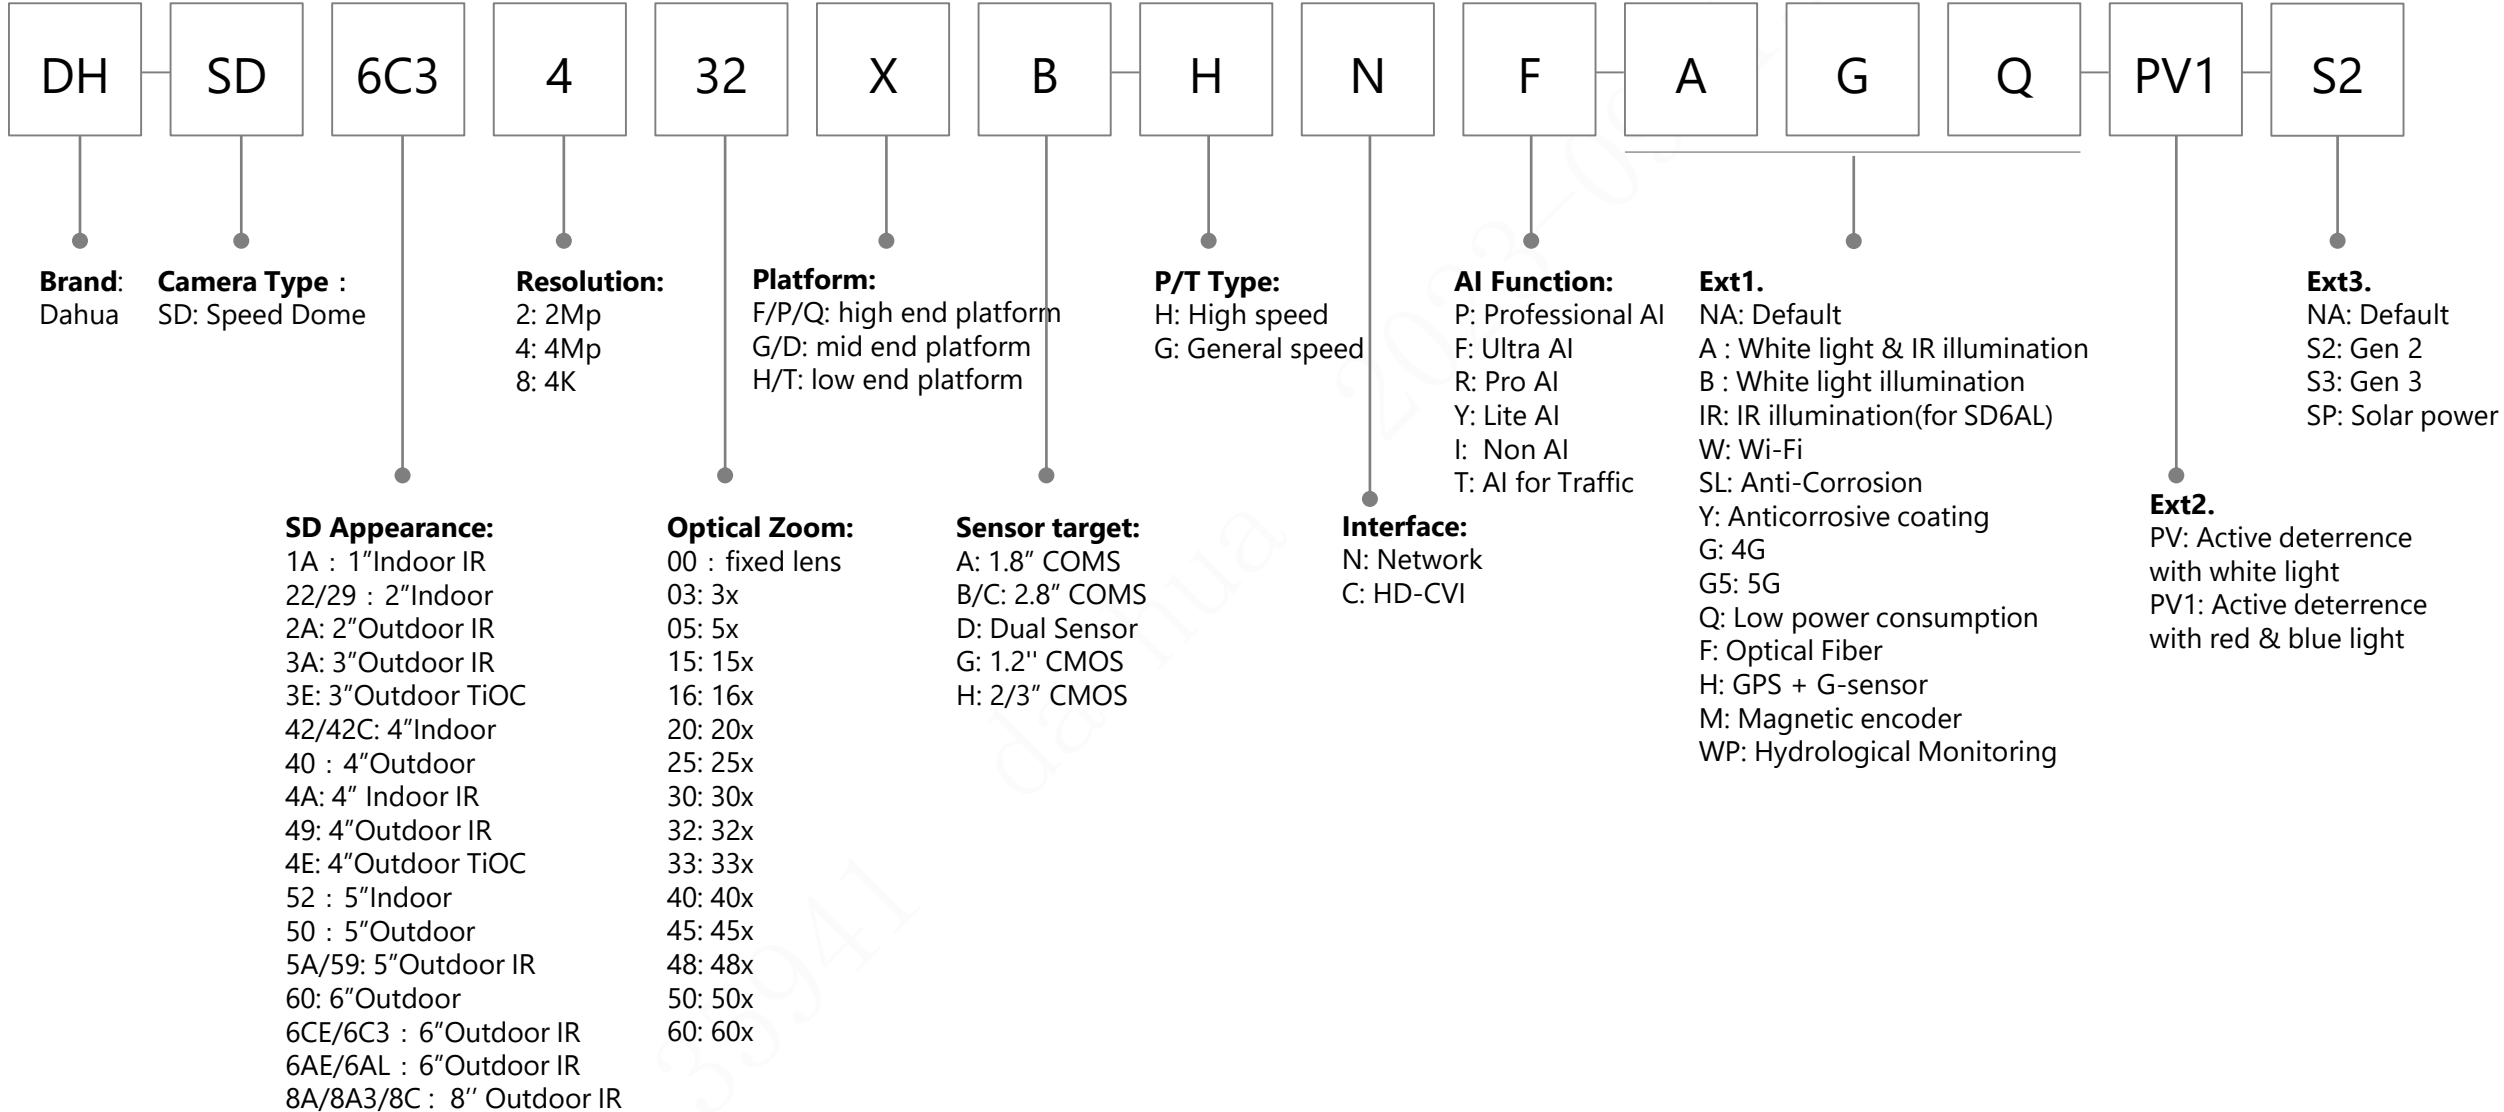 DH SD 6C3 4 32 X B H N F A G Q PV1 S2
Brand:
Dahua
Camera Type：
SD: Speed Dome
Resolution:
2: 2Mp
4: 4Mp
8: 4K
Platform:
F/P/Q: high end platform
G/D: mid end platform
H/T: low end platform
P/T Type:
H: High speed
G: General speed
AI Function:
P: Professional AI
F: Ultra AI
R: Pro AI
Y: Lite AI
I: Non AI
T: AI for Traffic
Ext1.
NA: Default
A : White light & IR illumination
B : White light illumination
IR: IR illumination(for SD6AL)
W: Wi-Fi
SL: Anti-Corrosion
Y: Anticorrosive coating
G: 4G
G5: 5G
Q: Low power consumption
F: Optical Fiber
H: GPS + G-sensor
M: Magnetic encoder
WP: Hydrological Monitoring
Ext3.
NA: Default
S2: Gen 2
S3: Gen 3
SP: Solar power
SD Appearance:
1A：1”Indoor IR
22/29：2”Indoor
2A: 2”Outdoor IR
3A: 3”Outdoor IR
3E: 3”Outdoor TiOC
42/42C: 4”Indoor
40：4”Outdoor
4A: 4” Indoor IR
49: 4”Outdoor IR
4E: 4”Outdoor TiOC
52：5”Indoor
50：5”Outdoor
5A/59: 5”Outdoor IR
60: 6”Outdoor
6CE/6C3：6”Outdoor IR
6AE/6AL：6”Outdoor IR
8A/8A3/8C： 8’’ Outdoor IR
Optical Zoom:
00：fixed lens
03: 3x
05: 5x
15: 15x
16: 16x
20: 20x
25: 25x
30: 30x
32: 32x
33: 33x
40: 40x
45: 45x
48: 48x
50: 50x
60: 60x
Sensor target:
A: 1.8” COMS
B/C: 2.8” COMS
D: Dual Sensor
G: 1.2'' CMOS
H: 2/3” CMOS
Interface:
N: Network
C: HD-CVI
Ext2.
PV: Active deterrence
with white light
PV1: Active deterrence
with red & blue light